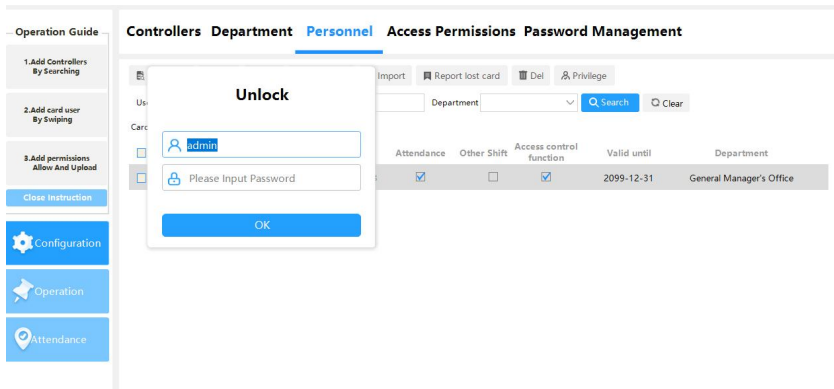 Operation Guide
Controllers Department Personnel Access Permissions Password Management
1.Add Controllers
By Searching
2.Add card user
By Swiping
3.Add permissions
Allow And Upload
Close Instruction
Configuration
Operation
Attendance
Import Report lost card Del Privilege
Department Search Clear
Attendance Other Shift Access control
function Valid until Department
2099-12-31 General Manager's Office
Unlock
admin
Please Input Password
OK